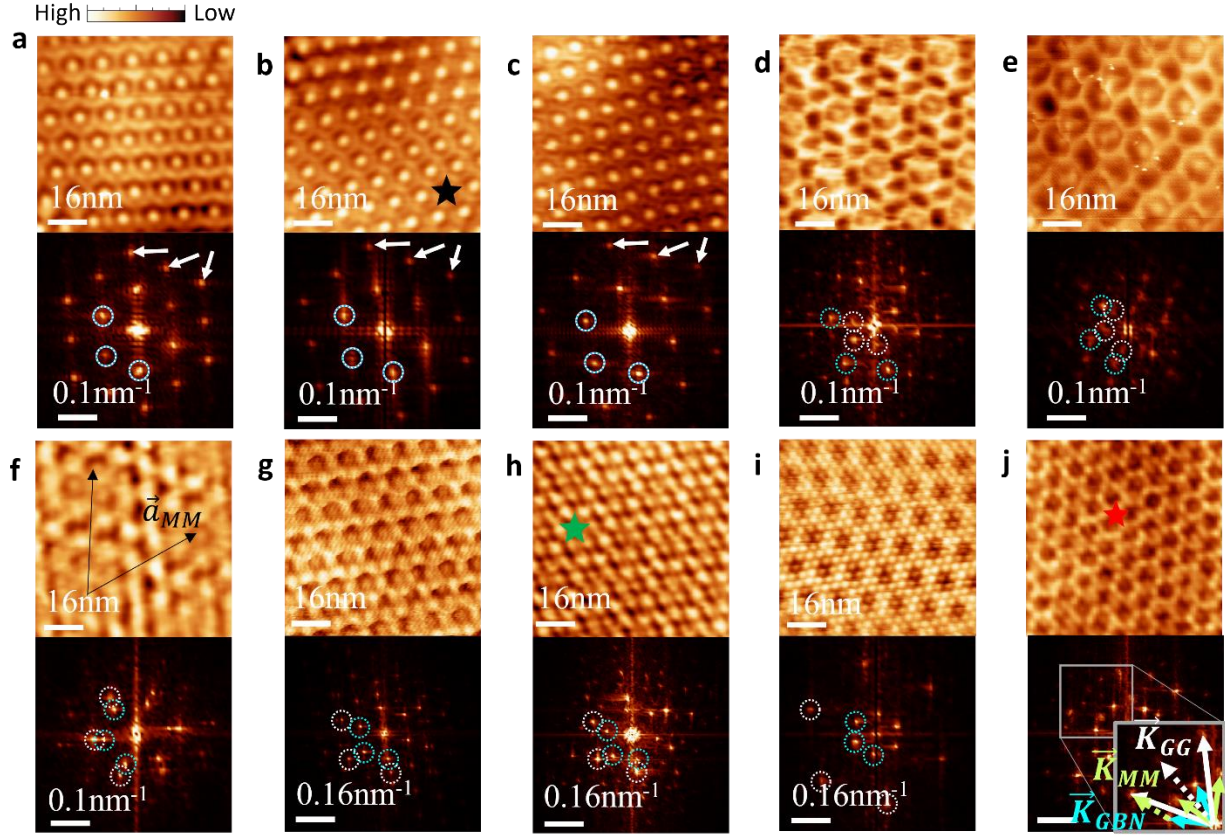 High Low
a
b
c
d
e
16nm
16nm
16nm
16nm
16nm
0.1nm⁻¹
0.1nm⁻¹
0.1nm⁻¹
0.1nm⁻¹
0.1nm⁻¹
f
g
h
i
j
a⃗MM
16nm
16nm
16nm
16nm
16nm
0.1nm⁻¹
0.16nm⁻¹
0.16nm⁻¹
0.16nm⁻¹
K⃗GG
K⃗MM
K⃗GBN